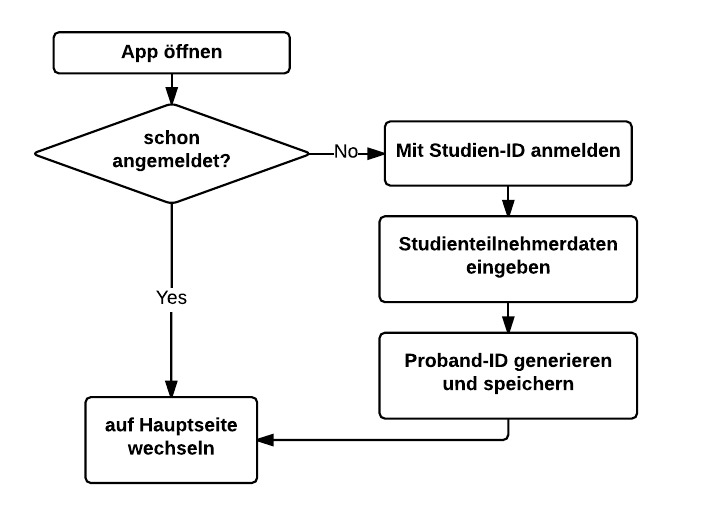 App öffnen
schon
angemeldet?
No
Mit Studien-ID anmelden
Studienteilnehmerdaten
eingeben
Yes
Proband-ID generieren
und speichern
auf Hauptseite
wechseln